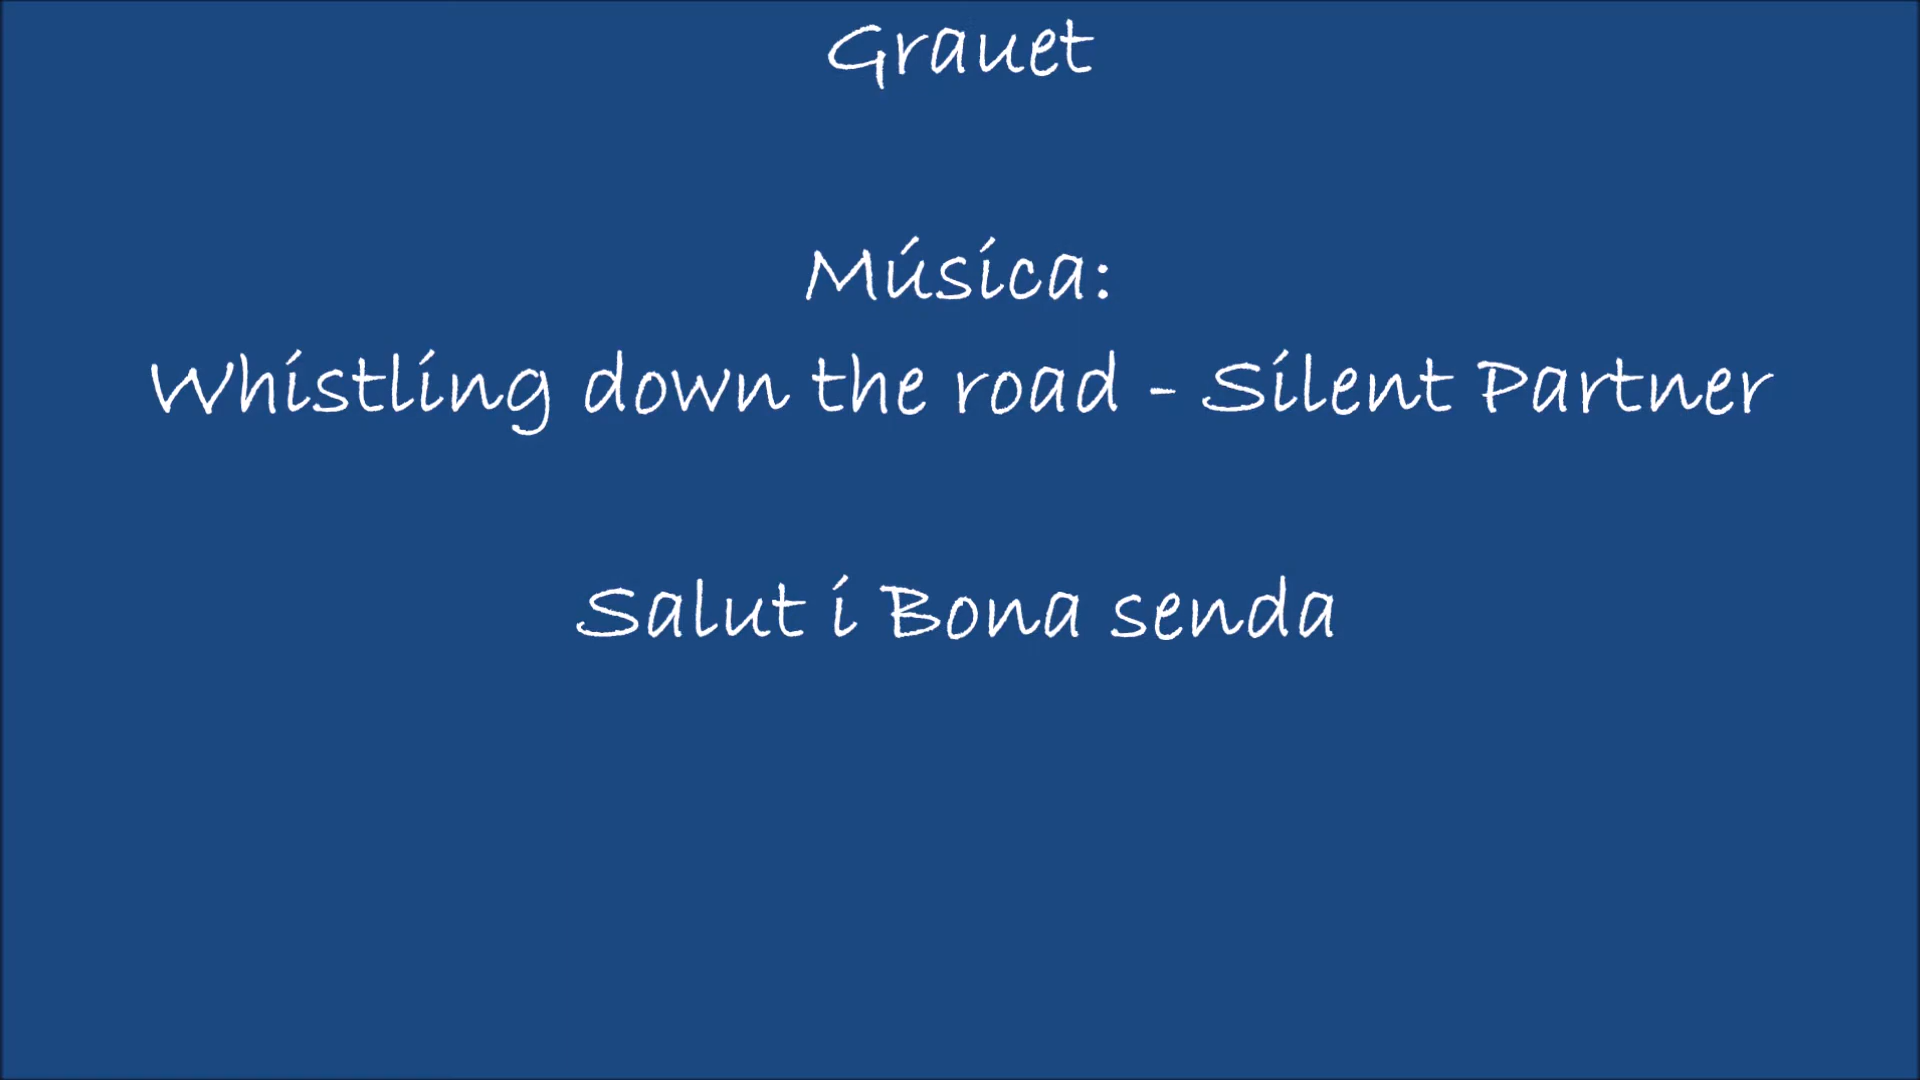 Grauet
Música:
Whistling down the road - Silent Partner
Salut i Bona senda